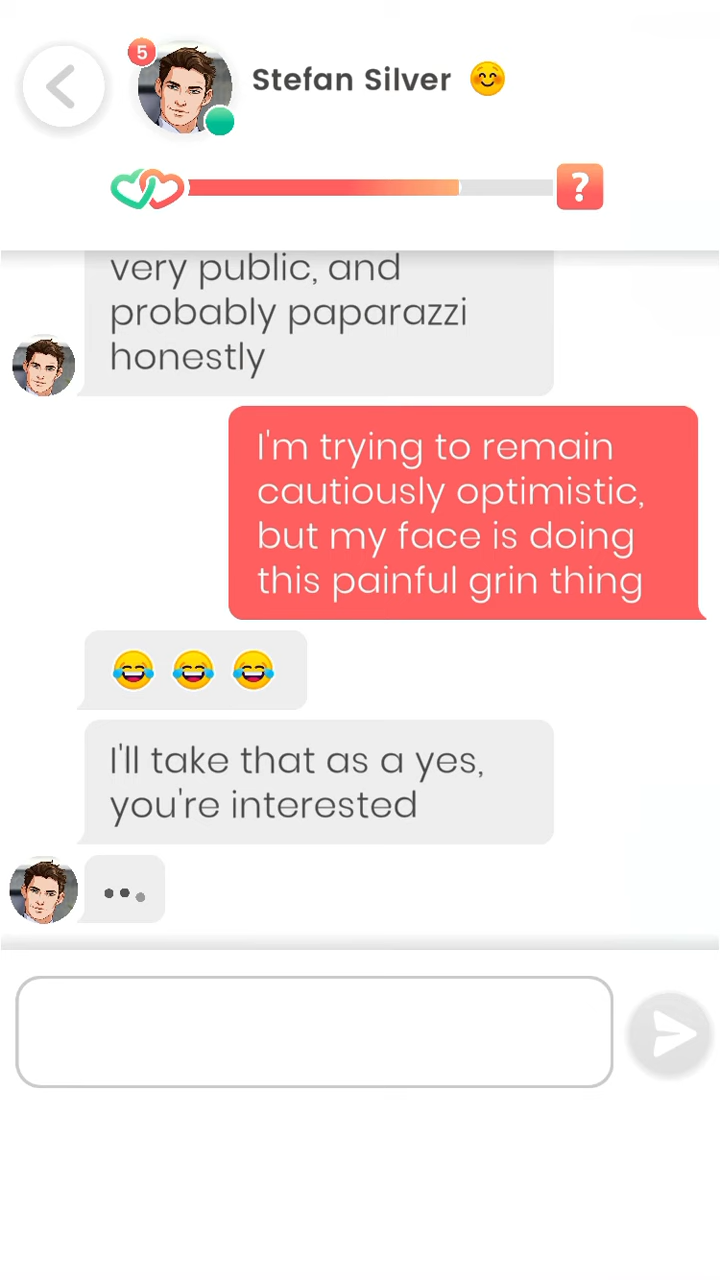 5
Stefan Silver 😊
?
very public, and
probably paparazzi
honestly
I'm trying to remain
cautiously optimistic,
but my face is doing
this painful grin thing
😂 😂 😂
I'll take that as a yes,
you're interested